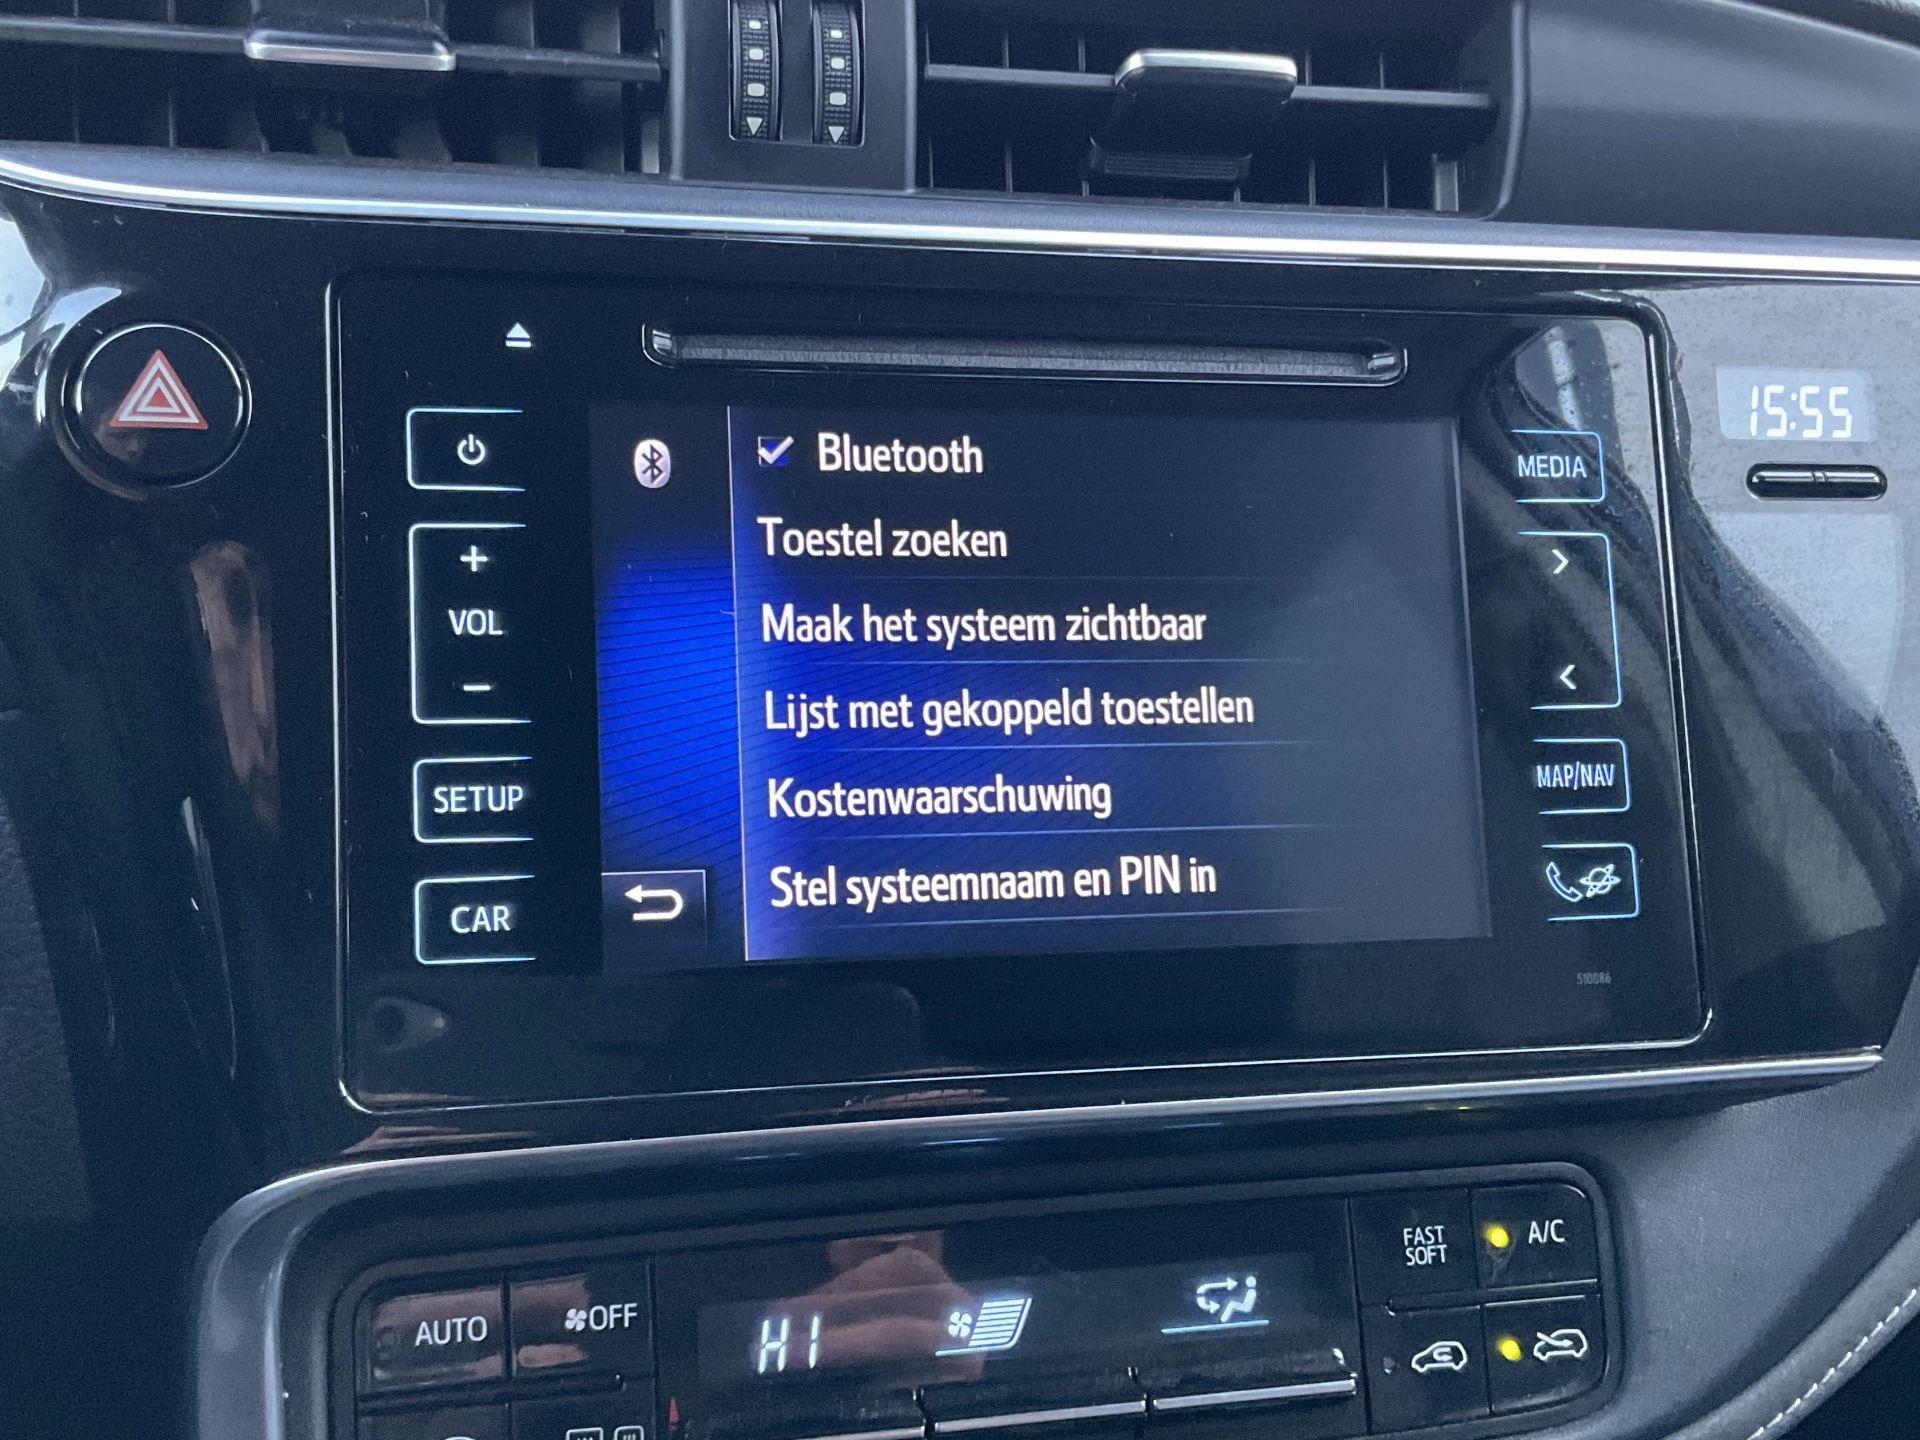 15:55
Bluetooth
MEDIA
Toestel zoeken
VOL
Maak het systeem zichtbaar
Lijst met gekoppeld toestellen
SETUP
Kostenwaarschuwing
MAP/NAV
CAR
Stel systeemnaam en PIN in
510086
FAST
SOFT
A/C
AUTO
OFF
HI